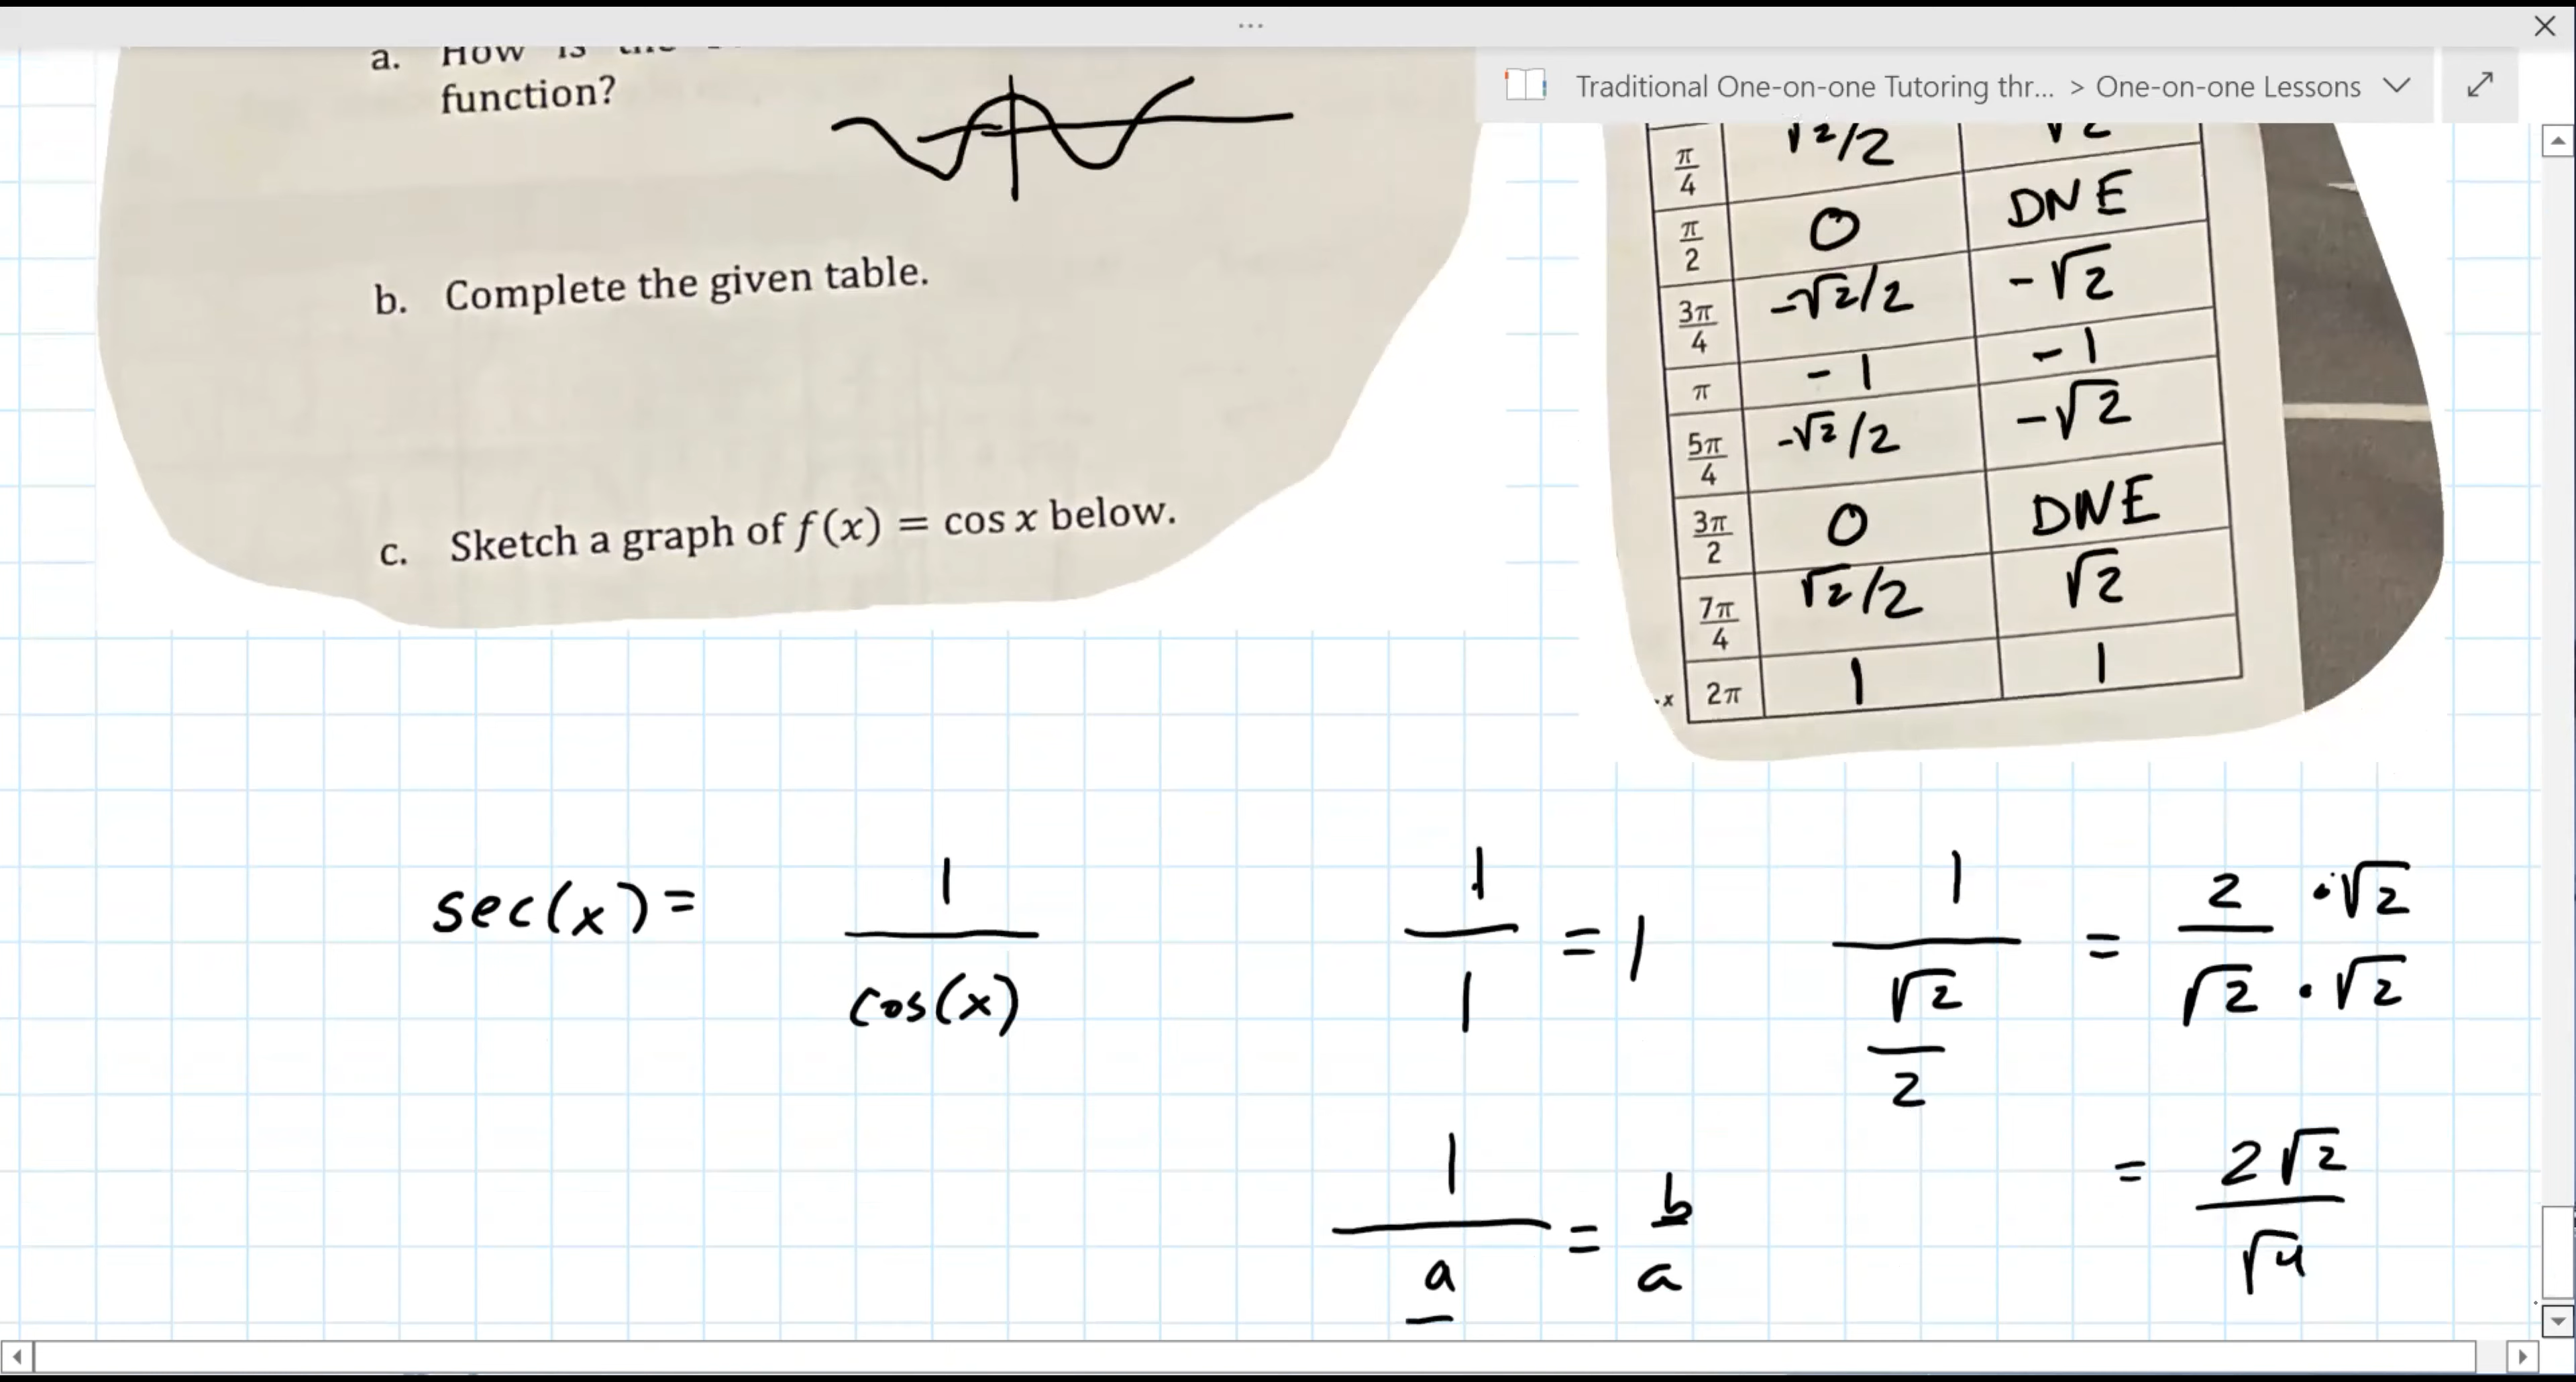 ...
a. How is the
function?
Traditional One-on-one Tutoring thr... > One-on-one Lessons
b. Complete the given table.
c. Sketch a graph of f(x) = cos x below.
π/4 √2/2 √2
π/2 0 DNE
3π/4 -√2/2 -√2
π -1 -1
5π/4 -√2/2 -√2
3π/2 0 DNE
7π/4 √2/2 √2
x 2π 1 1
sec(x) = 1/cos(x)
1/1 = 1
1/(√2/2) = 2·√2/√2·√2
= 2√2/√4
1/a = b/a